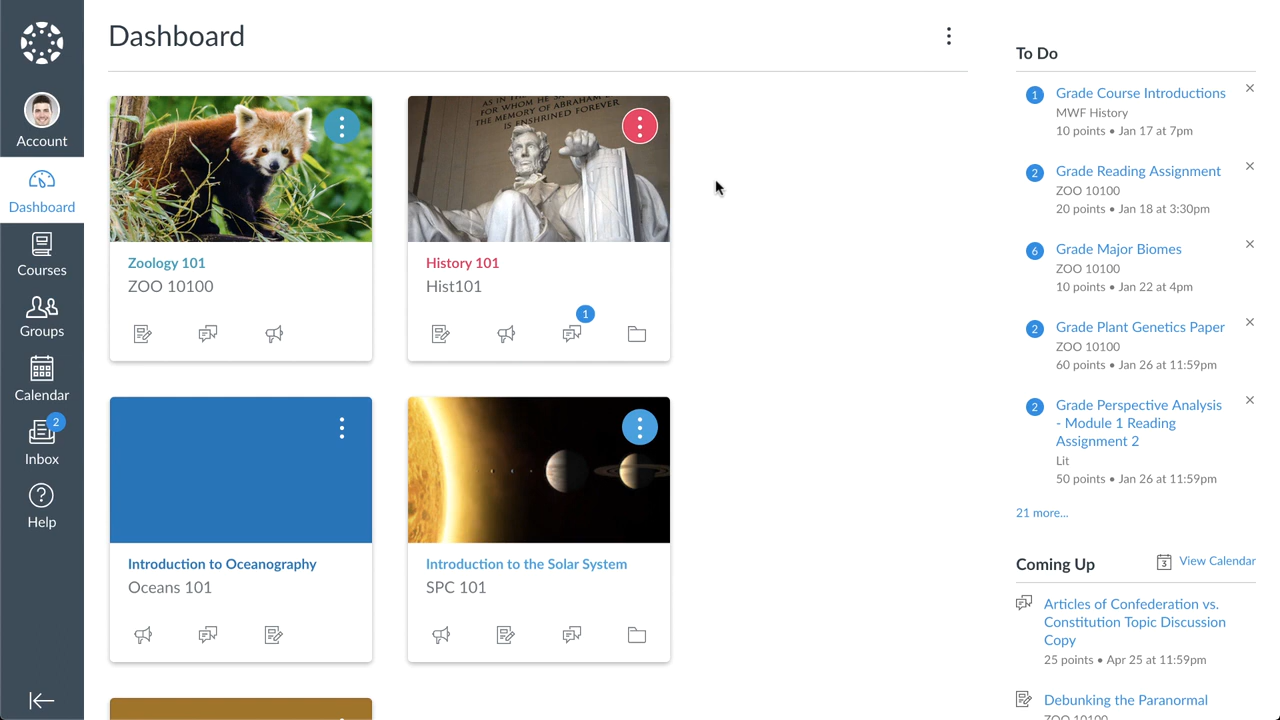 Dashboard
Account
Dashboard
Courses
Groups
Calendar
2
Inbox
Help
AS IN
FOR WHOM HE SA
THE MEMORY OF ABRAHAM
IS ENSHRINED FOREVER
Zoology 101
ZOO 10100
History 101
Hist101
1
Introduction to Oceanography
Oceans 101
Introduction to the Solar System
SPC 101
To Do
1
Grade Course Introductions
MWF History
10 points • Jan 17 at 7pm
2
Grade Reading Assignment
ZOO 10100
20 points • Jan 18 at 3:30pm
6
Grade Major Biomes
ZOO 10100
10 points • Jan 22 at 4pm
2
Grade Plant Genetics Paper
ZOO 10100
60 points • Jan 26 at 11:59pm
2
Grade Perspective Analysis
- Module 1 Reading
Assignment 2
Lit
50 points • Jan 26 at 11:59pm
21 more...
Coming Up
3
View Calendar
Articles of Confederation vs.
Constitution Topic Discussion
Copy
25 points • Apr 25 at 11:59pm
Debunking the Paranormal
ZOO 10100